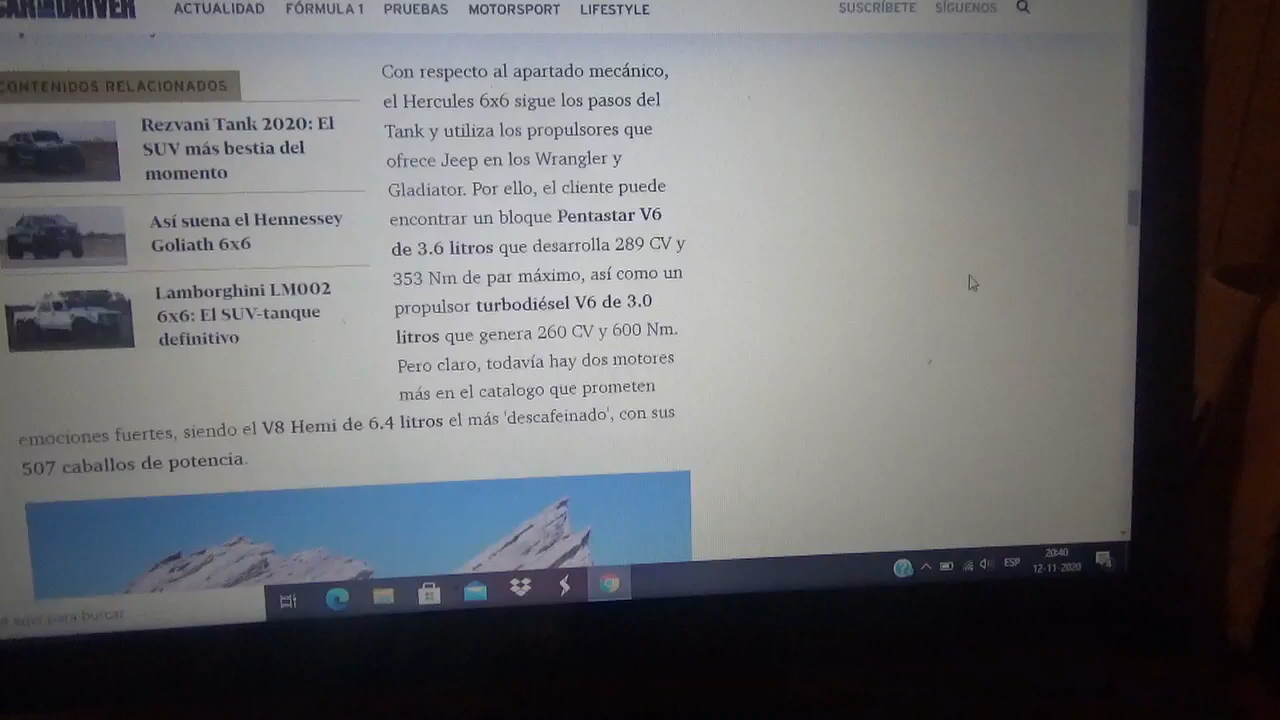 CAR DRIVER
ACTUALIDAD FÓRMULA 1 PRUEBAS MOTORSPORT LIFESTYLE
SUSCRÍBETE SÍGUENOS
CONTENIDOS RELACIONADOS
Rezvani Tank 2020: El
SUV más bestia del
momento
Así suena el Hennessey
Goliath 6x6
Lamborghini LM002
6x6: El SUV-tanque
definitivo
Con respecto al apartado mecánico,
el Hercules 6x6 sigue los pasos del
Tank y utiliza los propulsores que
ofrece Jeep en los Wrangler y
Gladiator. Por ello, el cliente puede
encontrar un bloque Pentastar V6
de 3.6 litros que desarrolla 289 CV y
353 Nm de par máximo, así como un
propulsor turbodiésel V6 de 3.0
litros que genera 260 CV y 600 Nm.
Pero claro, todavía hay dos motores
más en el catalogo que prometen
emociones fuertes, siendo el V8 Hemi de 6.4 litros el más 'descafeinado', con sus
507 caballos de potencia.
aquí para buscar
ESP
20:40
12-11-2020